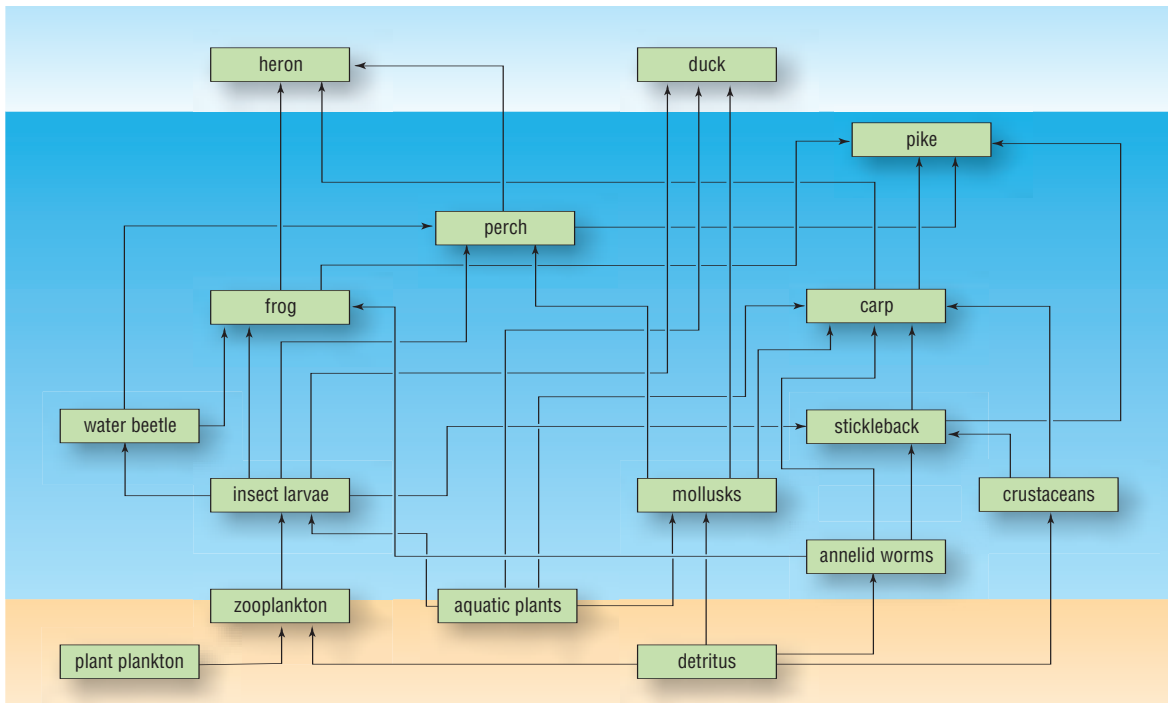 heron
duck
pike
perch
frog
carp
water beetle
stickleback
insect larvae
mollusks
crustaceans
annelid worms
zooplankton
aquatic plants
plant plankton
detritus